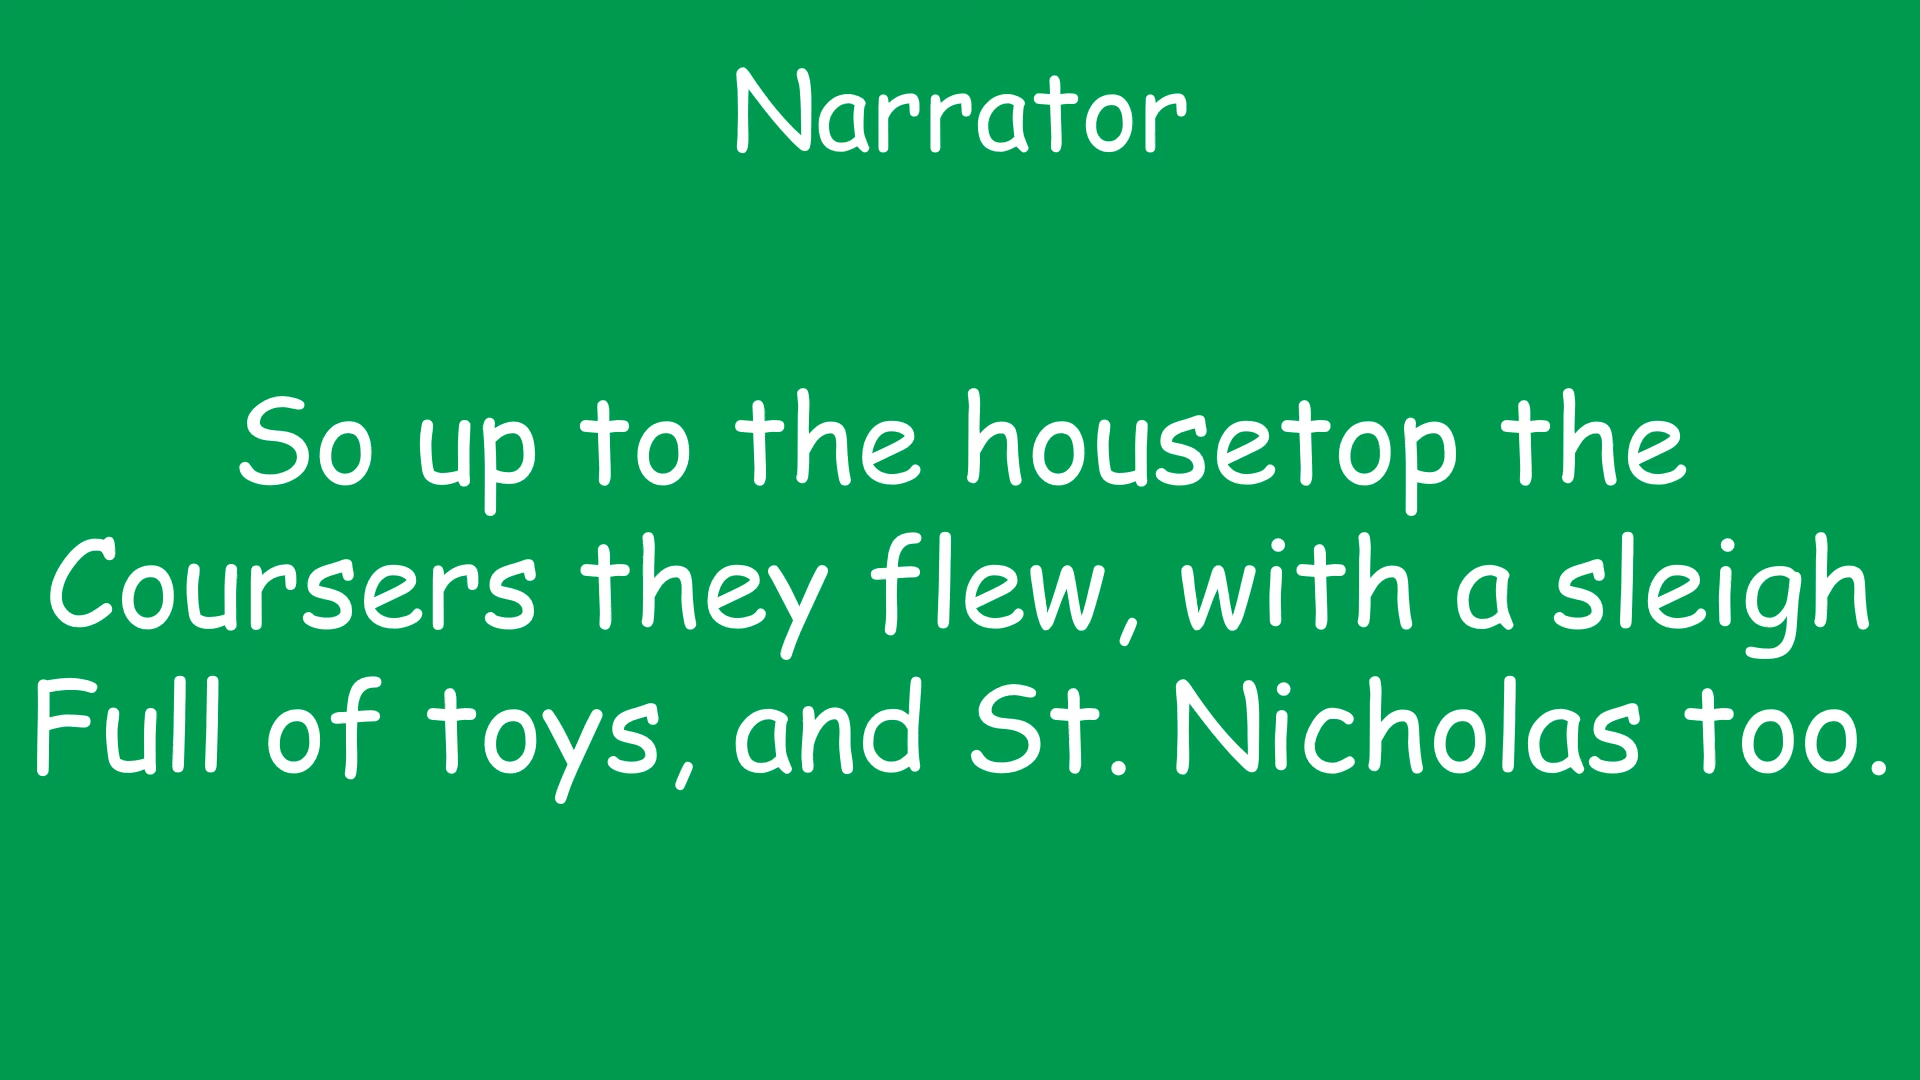 Narrator
So up to the housetop the
Coursers they flew, with a sleigh
Full of toys, and St. Nicholas too.